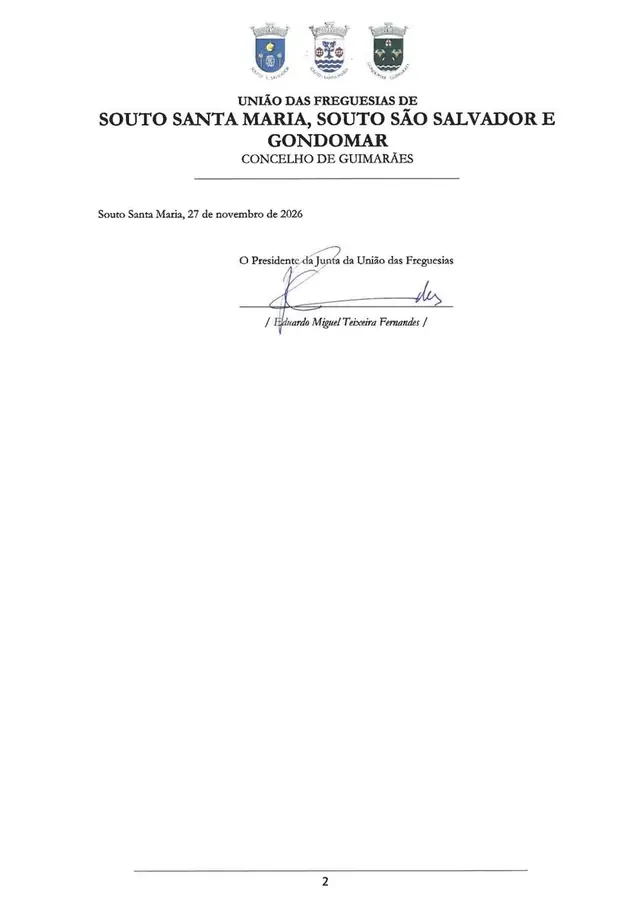 UNIÃO DAS FREGUESIAS DE
SOUTO SANTA MARIA, SOUTO SÃO SALVADOR E
GONDOMAR
CONCELHO DE GUIMARÃES
Souto Santa Maria, 27 de novembro de 2026
O Presidente da Junta da União das Freguesias
/ Eduardo Miguel Teixeira Fernandes /
2